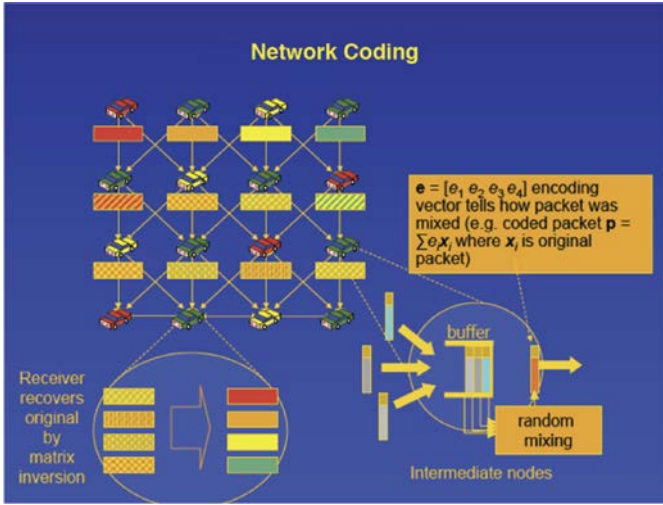 Network Coding
e = [e₁ e₂ e₃ e₄] encoding
vector tells how packet was
mixed (e.g. coded packet p =
∑eᵢxᵢ where xᵢ is original
packet)
buffer
random
mixing
Intermediate nodes
Receiver
recovers
original
by
matrix
inversion